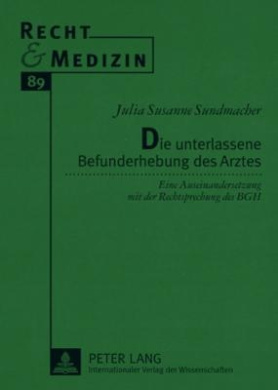 RECHT
& MEDIZIN
89
Julia Susanne Sundmacher
Die unterlassene
Befunderhebung des Arztes
Eine Auseinandersetzung
mit der Rechtsprechung des BGH
PETER LANG
Internationaler Verlag der Wissenschaften